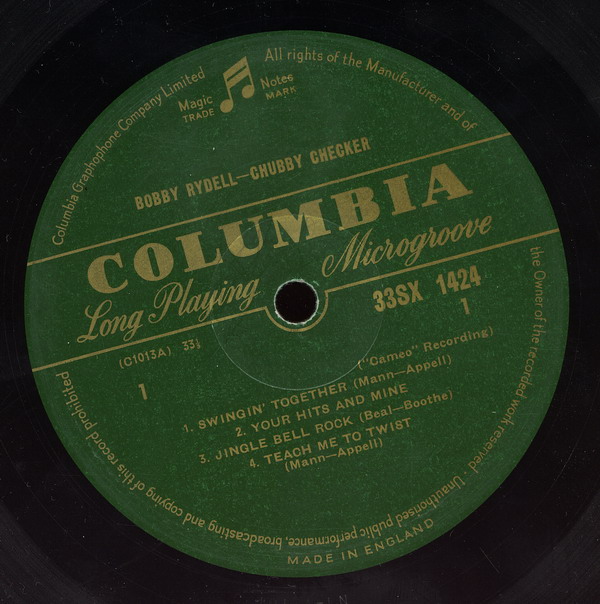 Columbia Graphophone Company Limited
All rights of the Manufacturer and of
the Owner of the recorded work reserved
Unauthorised public performance, broadcasting and copying of this record prohibited
Magic Notes
TRADE MARK
BOBBY RYDELL—CHUBBY CHECKER
COLUMBIA
Long Playing Microgroove
33SX 1424
1
(C1013A) 33⅓
1
("Cameo" Recording)
1. SWINGIN' TOGETHER (Mann—Appell)
2. YOUR HITS AND MINE
3. JINGLE BELL ROCK (Beal—Boothe)
4. TEACH ME TO TWIST
(Mann—Appell)
MADE IN ENGLAND